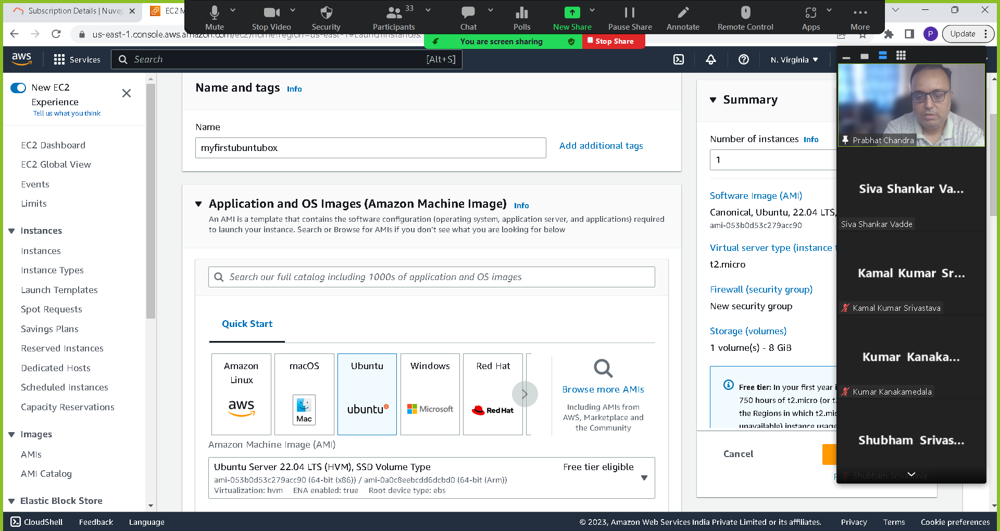 Subscription Details | Nuvep
EC2 M
Mute
Stop Video
Security
33
Participants
Chat
Polls
New Share
Pause Share
Annotate
Remote Control
Apps
More
us-east-1.console.aws.amazon.com/ec2/home?region=us-east-1#LaunchInstances:
You are screen sharing
Stop Share
P
Update
aws
Services
Search
[Alt+S]
N. Virginia
New EC2
Experience
Tell us what you think
EC2 Dashboard
EC2 Global View
Events
Limits
Instances
Instances
Instance Types
Launch Templates
Spot Requests
Savings Plans
Reserved Instances
Dedicated Hosts
Scheduled Instances
Capacity Reservations
Images
AMIs
AMI Catalog
Elastic Block Store
Name and tags Info
Name
myfirstubuntubox
Add additional tags
Application and OS Images (Amazon Machine Image) Info
An AMI is a template that contains the software configuration (operating system, application server, and applications) required
to launch your instance. Search or Browse for AMIs if you don't see what you are looking for below
Search our full catalog including 1000s of application and OS images
Quick Start
Amazon
Linux
aws
macOS
Mac
Ubuntu
ubuntu
Windows
Microsoft
Red Hat
Red Hat
Browse more AMIs
Including AMIs from
AWS, Marketplace and
the Community
Amazon Machine Image (AMI)
Ubuntu Server 22.04 LTS (HVM), SSD Volume Type
Free tier eligible
ami-053b0d53c279acc90 (64-bit (x86)) / ami-0a0c8eebcdd6dcbd0 (64-bit (Arm))
Virtualization: hvm ENA enabled: true Root device type: ebs
Summary
Number of instances Info
1
Software Image (AMI)
Canonical, Ubuntu, 22.04 LTS,
ami-053b0d53c279acc90
Virtual server type (instance t
t2.micro
Firewall (security group)
New security group
Storage (volumes)
1 volume(s) - 8 GiB
Free tier: In your first year i
750 hours of t2.micro (or t
the Regions in which t2.mic
unavailable) instance usage
Cancel
Prabhat Chandra
Siva Shankar Va...
Siva Shankar Vadde
Kamal Kumar Sr...
Kamal Kumar Srivastava
Kumar Kanaka...
Kumar Kanakamedala
Shubham Srivas...
Shubham Srivastava
CloudShell
Feedback
Language
© 2023, Amazon Web Services India Private Limited or its affiliates.
Privacy
Terms
Cookie preferences